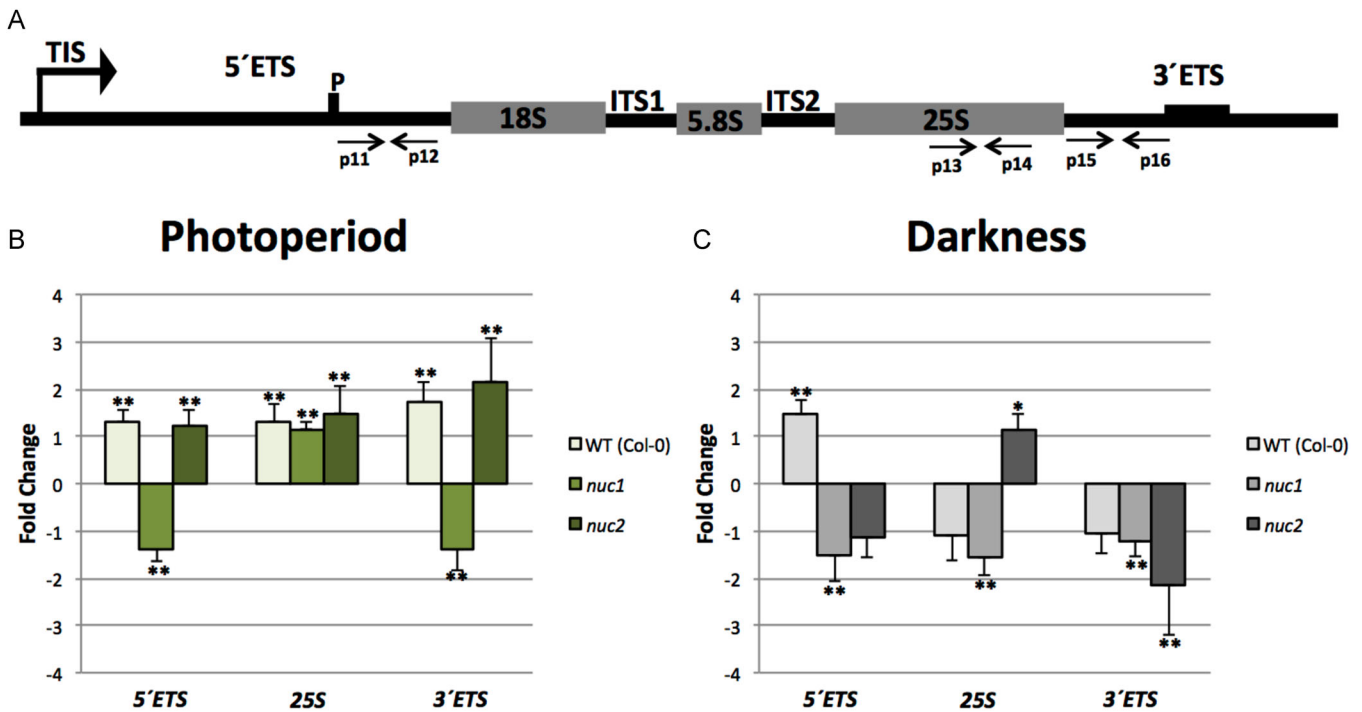 A
TIS
5´ETS
P
18S
ITS1
5.8S
ITS2
25S
3´ETS
p11
p12
p13
p14
p15
p16
B
Photoperiod
Fold Change
4
3
2
1
0
-1
-2
-3
-4
**
**
**
**
**
**
**
**
**
5´ETS
25S
3´ETS
WT (Col-0)
nuc1
nuc2
C
Darkness
Fold Change
4
3
2
1
0
-1
-2
-3
-4
**
**
**
*
**
**
5´ETS
25S
3´ETS
WT (Col-0)
nuc1
nuc2